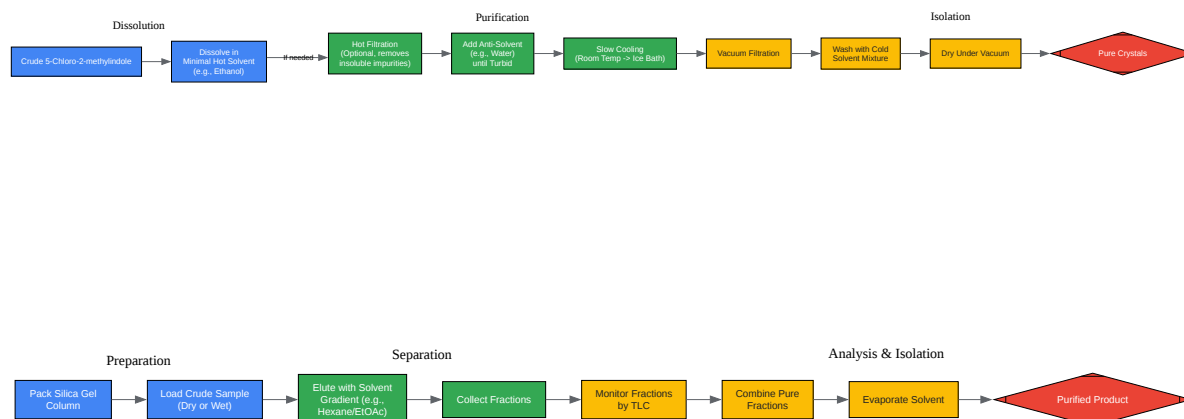 Dissolution
Purification
Isolation
Crude 5-Chloro-2-methylindole
Dissolve in
Minimal Hot Solvent
(e.g., Ethanol)
If needed
Hot Filtration
(Optional, removes
insoluble impurities)
Add Anti-Solvent
(e.g., Water)
until Turbid
Slow Cooling
(Room Temp -> Ice Bath)
Vacuum Filtration
Wash with Cold
Solvent Mixture
Dry Under Vacuum
Pure Crystals
Preparation
Separation
Analysis & Isolation
Pack Silica Gel
Column
Load Crude Sample
(Dry or Wet)
Elute with Solvent
Gradient (e.g.,
Hexane/EtOAc)
Collect Fractions
Monitor Fractions
by TLC
Combine Pure
Fractions
Evaporate Solvent
Purified Product